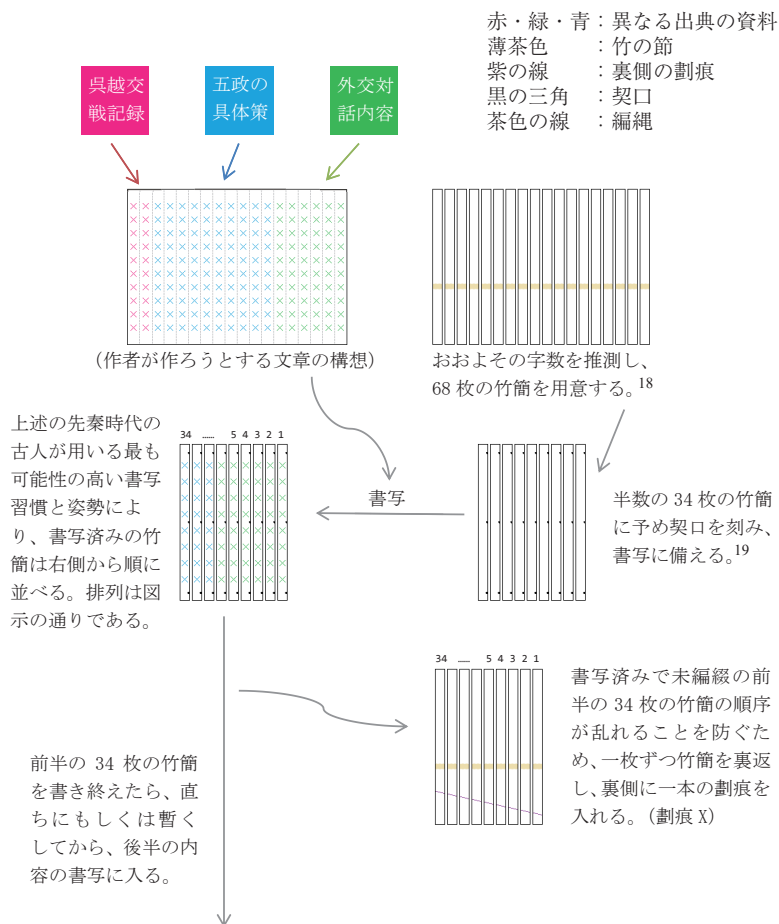 赤・緑・青：異なる出典の資料
薄茶色　　：竹の節
紫の線　　：裏側の劃痕
黒の三角　：契口
茶色の線　：編縄
呉越交
戦記録
五政の
具体策
外交対
話内容
(作者が作ろうとする文章の構想)
おおよその字数を推測し、
68 枚の竹簡を用意する。18
上述の先秦時代の
古人が用いる最も
可能性の高い書写
習慣と姿勢によ
り、書写済みの竹
簡は右側から順に
並べる。排列は図
示の通りである。
34 …… 5 4 3 2 1
書写
半数の 34 枚の竹簡
に予め契口を刻み、
書写に備える。19
34 …… 5 4 3 2 1
書写済みで未編綴の前
半の 34 枚の竹簡の順序
が乱れることを防ぐた
め、一枚ずつ竹簡を裏返
し、裏側に一本の劃痕を
入れる。(劃痕 X)
前半の 34 枚の竹簡
を書き終えたら、直
ちにもしくは暫くし
てから、後半の内
容の書写に入る。